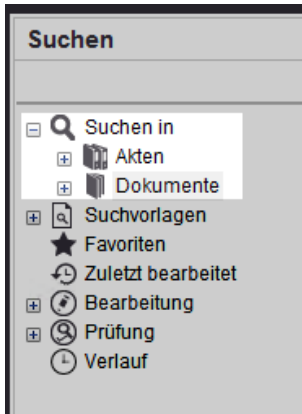 Suchen
Suchen in
Akten
Dokumente
Suchvorlagen
Favoriten
Zuletzt bearbeitet
Bearbeitung
Prüfung
Verlauf